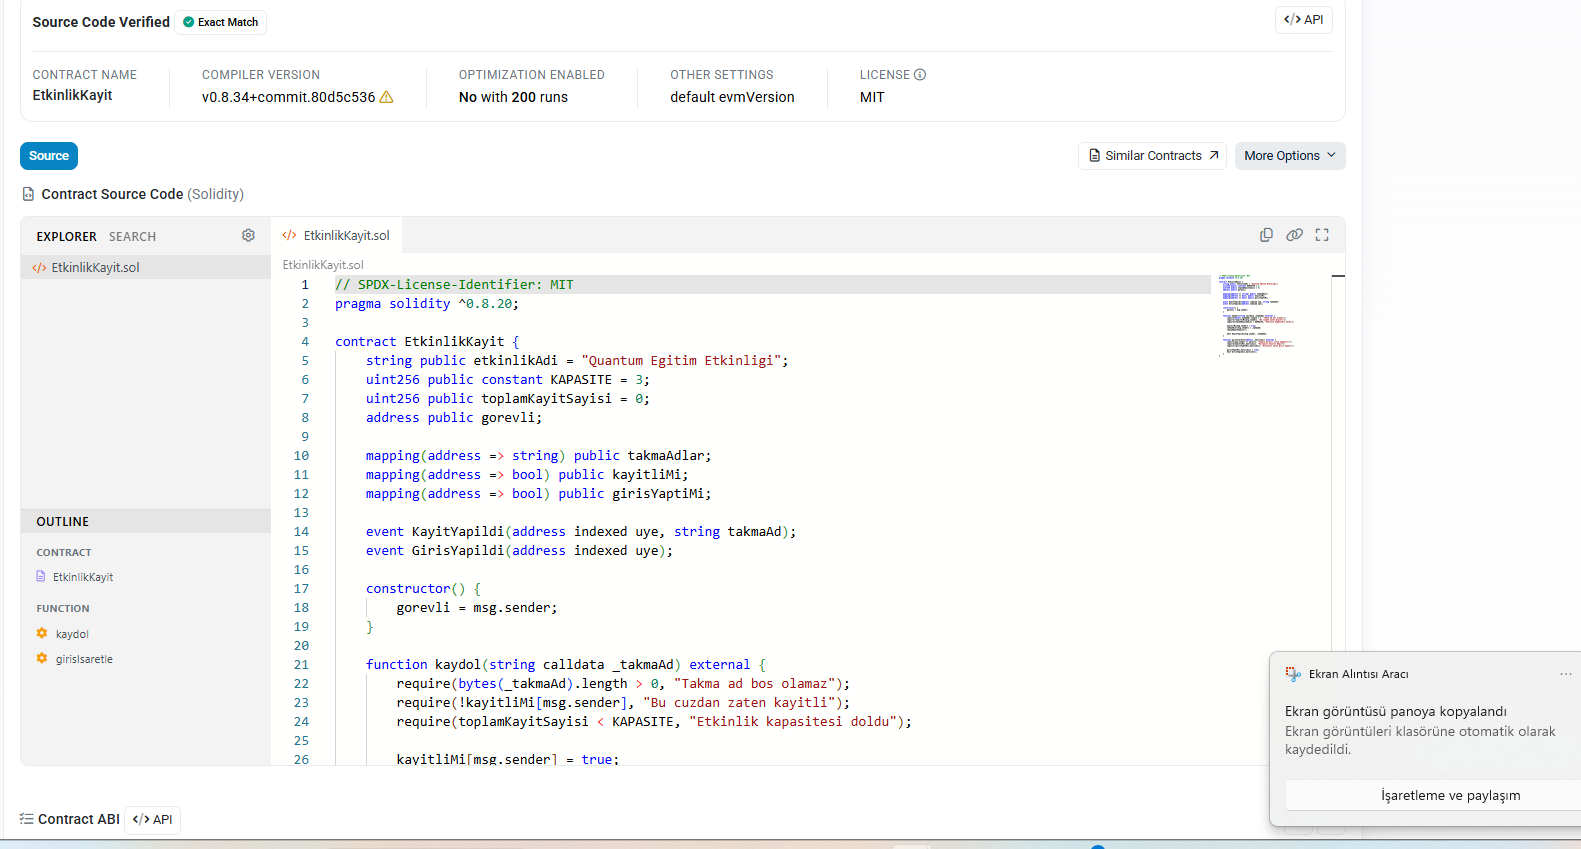 Source Code Verified Exact Match
</> API
CONTRACT NAME
EtkinlikKayit
COMPILER VERSION
v0.8.34+commit.80d5c536
OPTIMIZATION ENABLED
No with 200 runs
OTHER SETTINGS
default evmVersion
LICENSE
MIT
Source
Similar Contracts
More Options
Contract Source Code (Solidity)
EXPLORER SEARCH
</> EtkinlikKayit.sol
OUTLINE
CONTRACT
EtkinlikKayit
FUNCTION
kaydol
girisIsaretle
</> EtkinlikKayit.sol
EtkinlikKayit.sol
1 // SPDX-License-Identifier: MIT
2 pragma solidity ^0.8.20;
3
4 contract EtkinlikKayit {
5 string public etkinlikAdi = "Quantum Egitim Etkinligi";
6 uint256 public constant KAPASITE = 3;
7 uint256 public toplamKayitSayisi = 0;
8 address public gorevli;
9
10 mapping(address => string) public takmaAdlar;
11 mapping(address => bool) public kayitliMi;
12 mapping(address => bool) public girisYaptiMi;
13
14 event KayitYapildi(address indexed uye, string takmaAd);
15 event GirisYapildi(address indexed uye);
16
17 constructor() {
18 gorevli = msg.sender;
19 }
20
21 function kaydol(string calldata _takmaAd) external {
22 require(bytes(_takmaAd).length > 0, "Takma ad bos olamaz");
23 require(!kayitliMi[msg.sender], "Bu cuzdan zaten kayitli");
24 require(toplamKayitSayisi < KAPASITE, "Etkinlik kapasitesi doldu");
25
26 kayitliMi[msg.sender] = true;
Contract ABI </> API
Ekran Alıntısı Aracı
Ekran görüntüsü panoya kopyalandı
Ekran görüntüleri klasörüne otomatik olarak
kaydedildi.
İşaretleme ve paylaşım